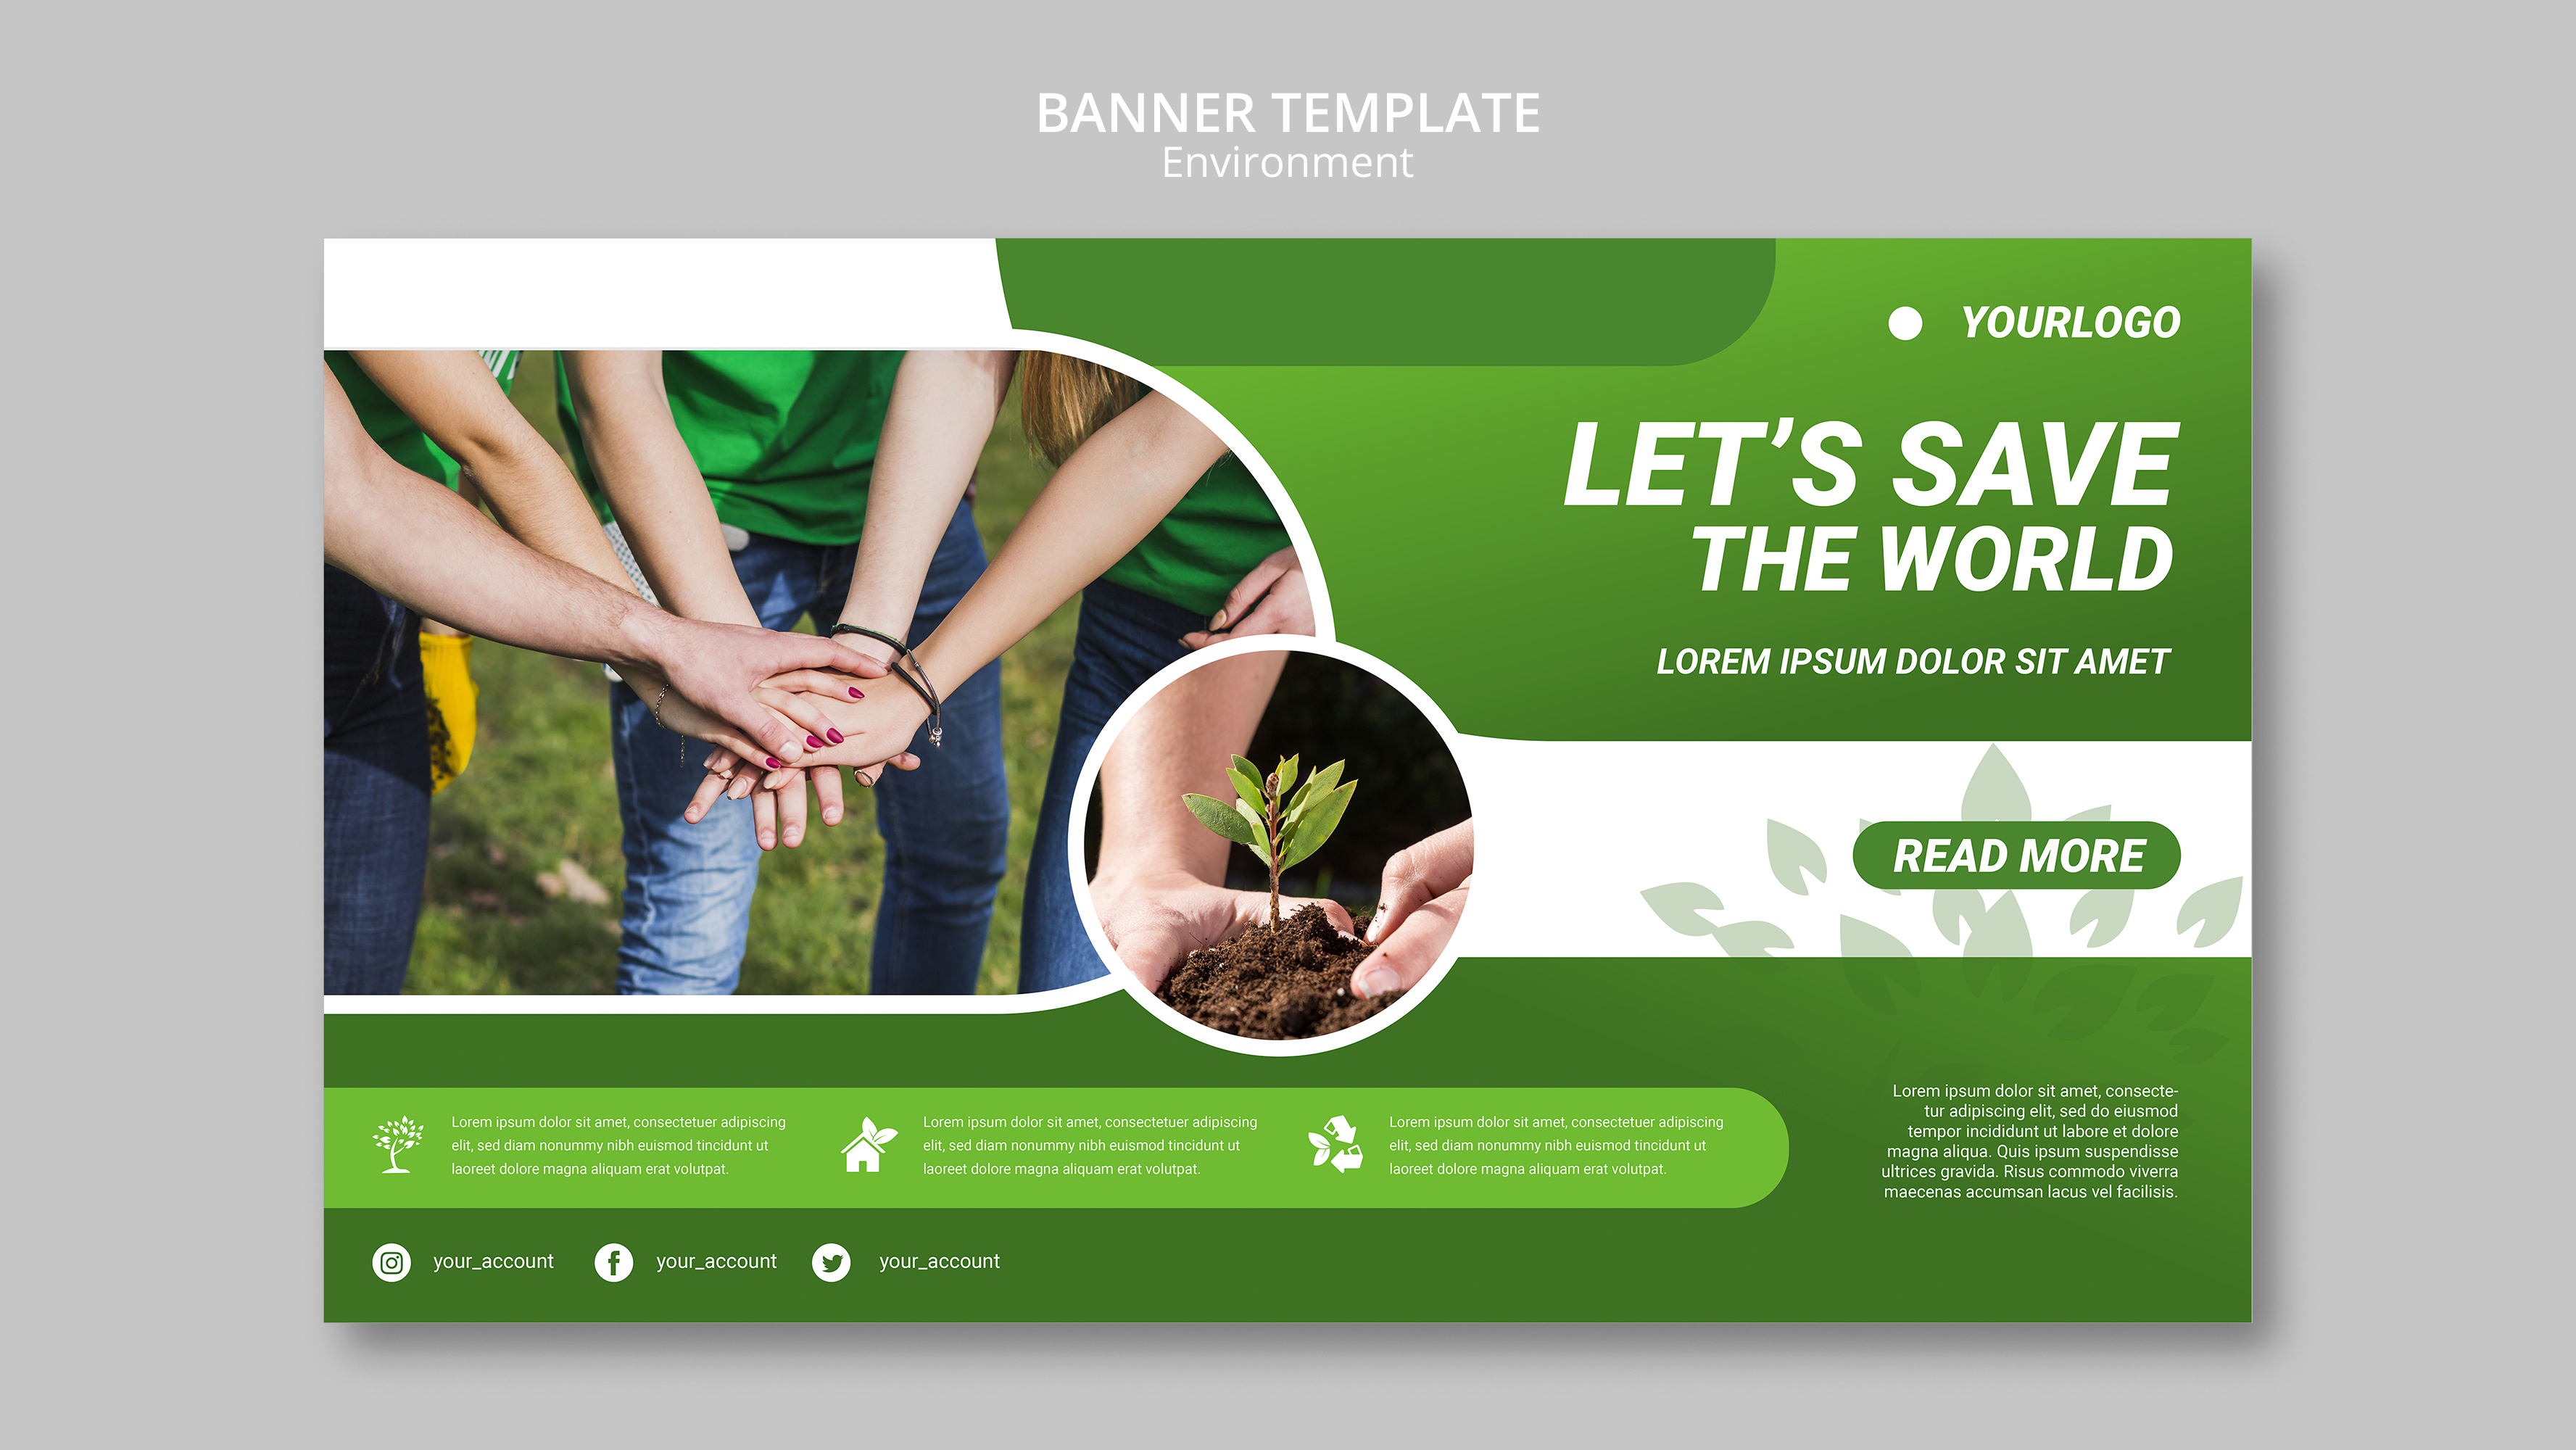 BANNER TEMPLATE
Environment
YOURLOGO
LET’S SAVE
THE WORLD
LOREM IPSUM DOLOR SIT AMET
READ MORE
Lorem ipsum dolor sit amet, consectetuer adipiscing
elit, sed diam nonummy nibh euismod tincidunt ut
laoreet dolore magna aliquam erat volutpat.
Lorem ipsum dolor sit amet, consectetuer adipiscing
elit, sed diam nonummy nibh euismod tincidunt ut
laoreet dolore magna aliquam erat volutpat.
Lorem ipsum dolor sit amet, consectetuer adipiscing
elit, sed diam nonummy nibh euismod tincidunt ut
laoreet dolore magna aliquam erat volutpat.
Lorem ipsum dolor sit amet, consecte-
tur adipiscing elit, sed do eiusmod
tempor incididunt ut labore et dolore
magna aliqua. Quis ipsum suspendisse
ultrices gravida. Risus commodo viverra
maecenas accumsan lacus vel facilisis.
your_account
your_account
your_account